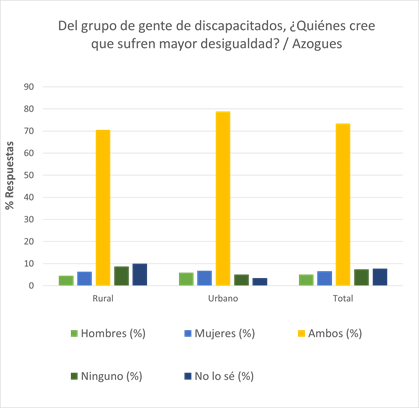 Del grupo de gente de discapacitados, ¿Quiénes cree
que sufren mayor desigualdad? / Azogues
% Respuestas
90
80
70
60
50
40
30
20
10
0
Rural Urbano Total
Hombres (%) Mujeres (%) Ambos (%)
Ninguno (%) No lo sé (%)